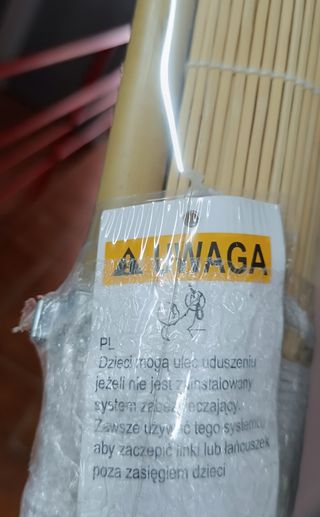 UWAGA
PL
Dzieci mogą ulec uduszeniu
jeżeli nie jest zainstalowany
system zabezpieczający.
Zawsze używać tego systemu,
aby zaczepić linki lub łańcuszek
poza zasięgiem dzieci